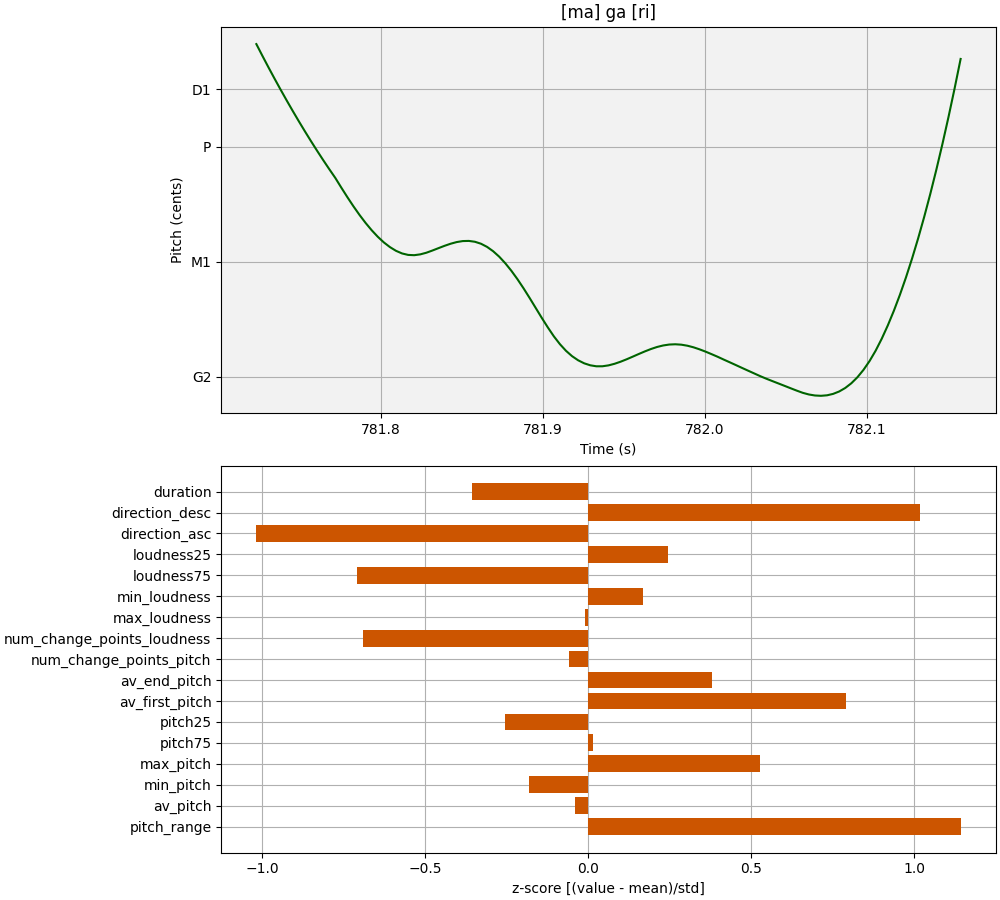 [ma] ga [ri]
D1
P
M1
G2
Pitch (cents)
781.8 781.9 782.0 782.1
Time (s)
duration
direction_desc
direction_asc
loudness25
loudness75
min_loudness
max_loudness
num_change_points_loudness
num_change_points_pitch
av_end_pitch
av_first_pitch
pitch25
pitch75
max_pitch
min_pitch
av_pitch
pitch_range
−1.0 −0.5 0.0 0.5 1.0
z-score [(value - mean)/std]